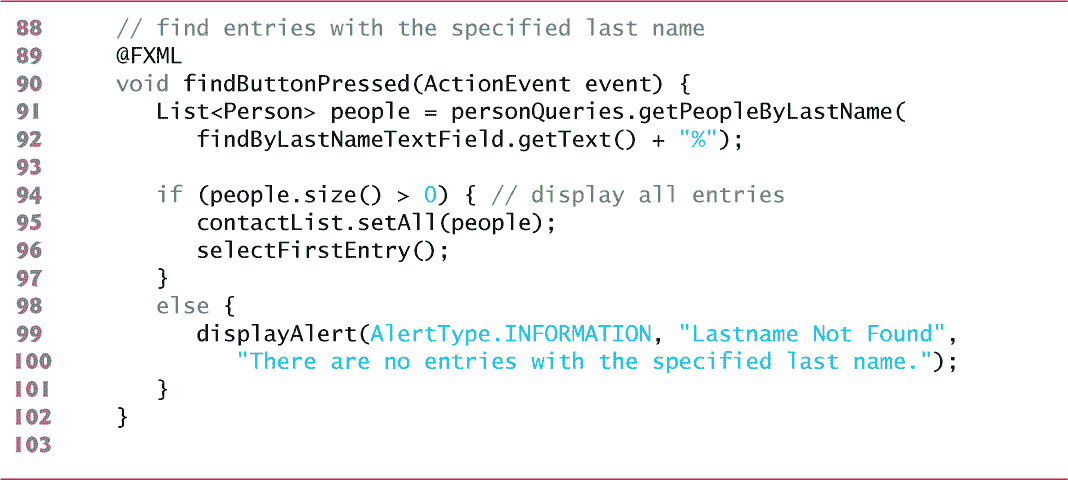 88 // find entries with the specified last name
89 @FXML
90 void findButtonPressed(ActionEvent event) {
91 List<Person> people = personQueries.getPeopleByLastName(
92 findByLastNameTextField.getText() + "%");
93
94 if (people.size() > 0) { // display all entries
95 contactList.setAll(people);
96 selectFirstEntry();
97 }
98 else {
99 displayAlert(AlertType.INFORMATION, "Lastname Not Found",
100 "There are no entries with the specified last name.");
101 }
102 }
103